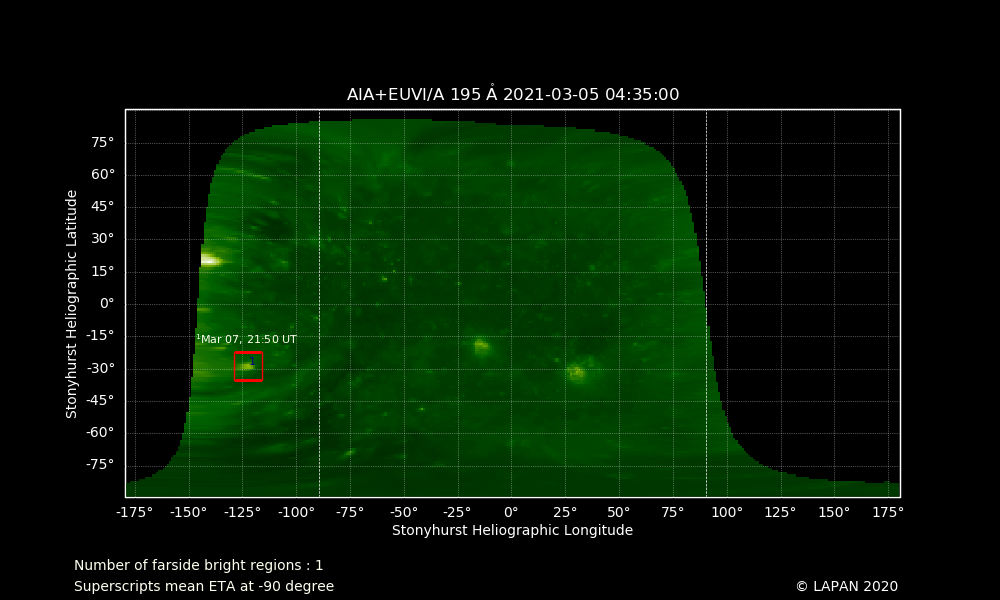 AIA+EUVI/A 195 Å 2021-03-05 04:35:00
75°
60°
45°
30°
15°
0°
-15°
-30°
-45°
-60°
-75°
Stonyhurst Heliographic Latitude
¹Mar 07, 21:50 UT
1
-175° -150° -125° -100° -75° -50° -25° 0° 25° 50° 75° 100° 125° 150° 175°
Stonyhurst Heliographic Longitude
Number of farside bright regions : 1
Superscripts mean ETA at -90 degree
© LAPAN 2020